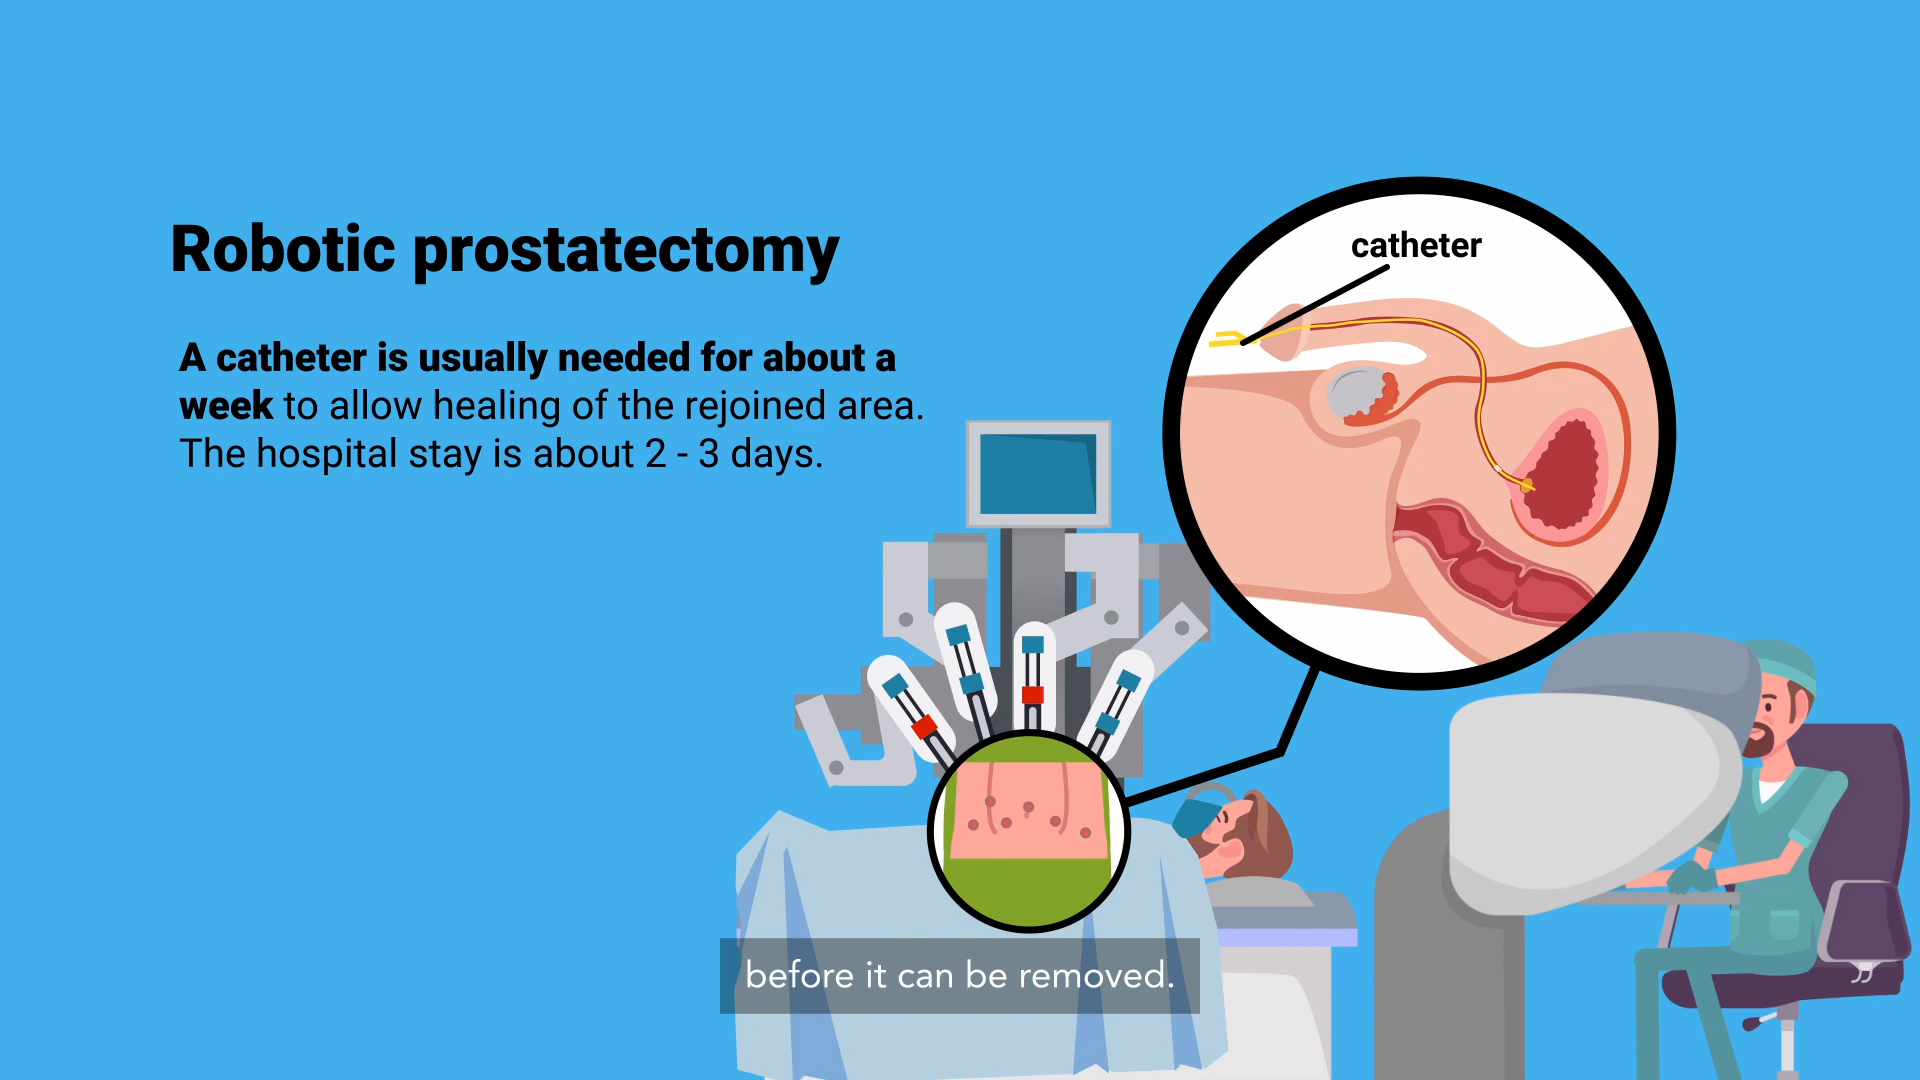 Robotic prostatectomy
catheter
A catheter is usually needed for about a
week to allow healing of the rejoined area.
The hospital stay is about 2 - 3 days.
before it can be removed.